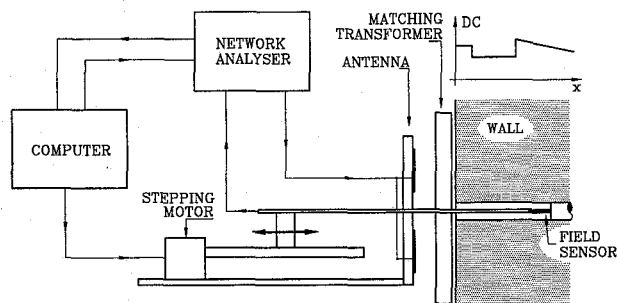 MATCHING
TRANSFORMER
DC
NETWORK
ANALYSER
ANTENNA
x
WALL
COMPUTER
STEPPING
MOTOR
FIELD
SENSOR